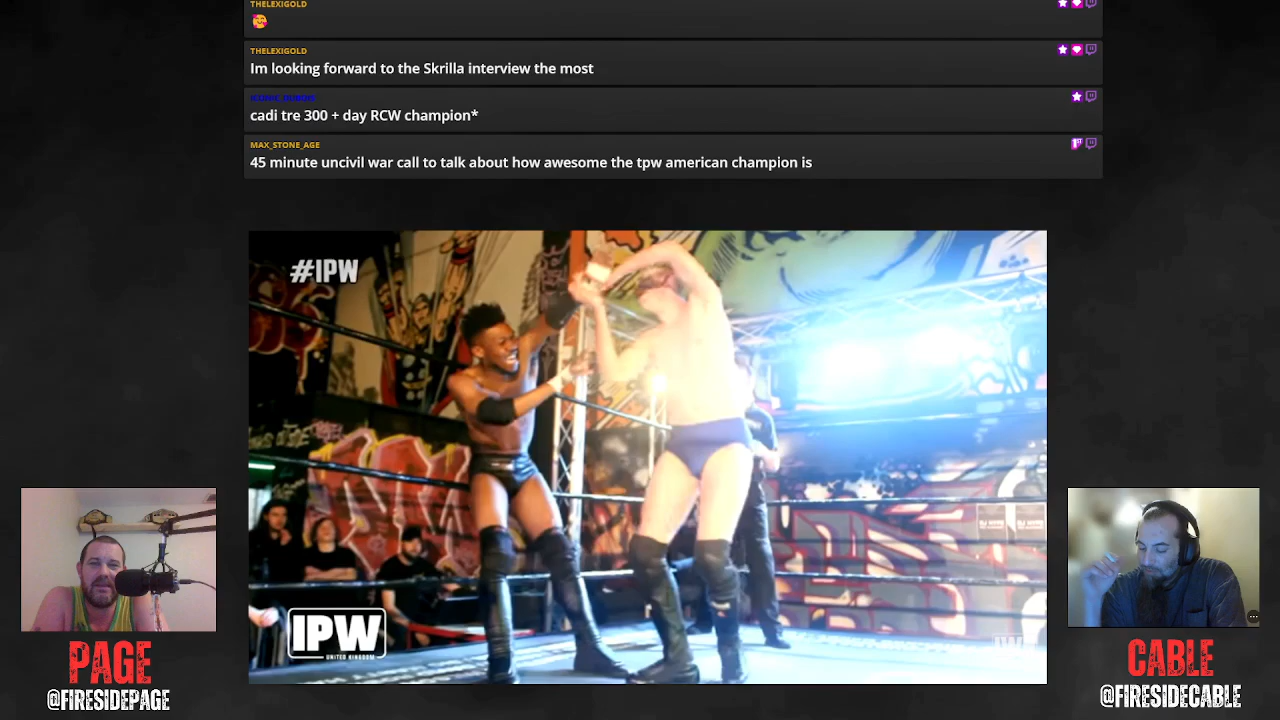 THELEXIGOLD
THELEXIGOLD
Im looking forward to the Skrilla interview the most
cadi tre 300 + day RCW champion*
MAX_STONE_AGE
45 minute uncivil war call to talk about how awesome the tpw american champion is
#IPW
IPW
UNITED KINGDOM
PAGE
@FIRESIDEPAGE
CABLE
@FIRESIDECABLE